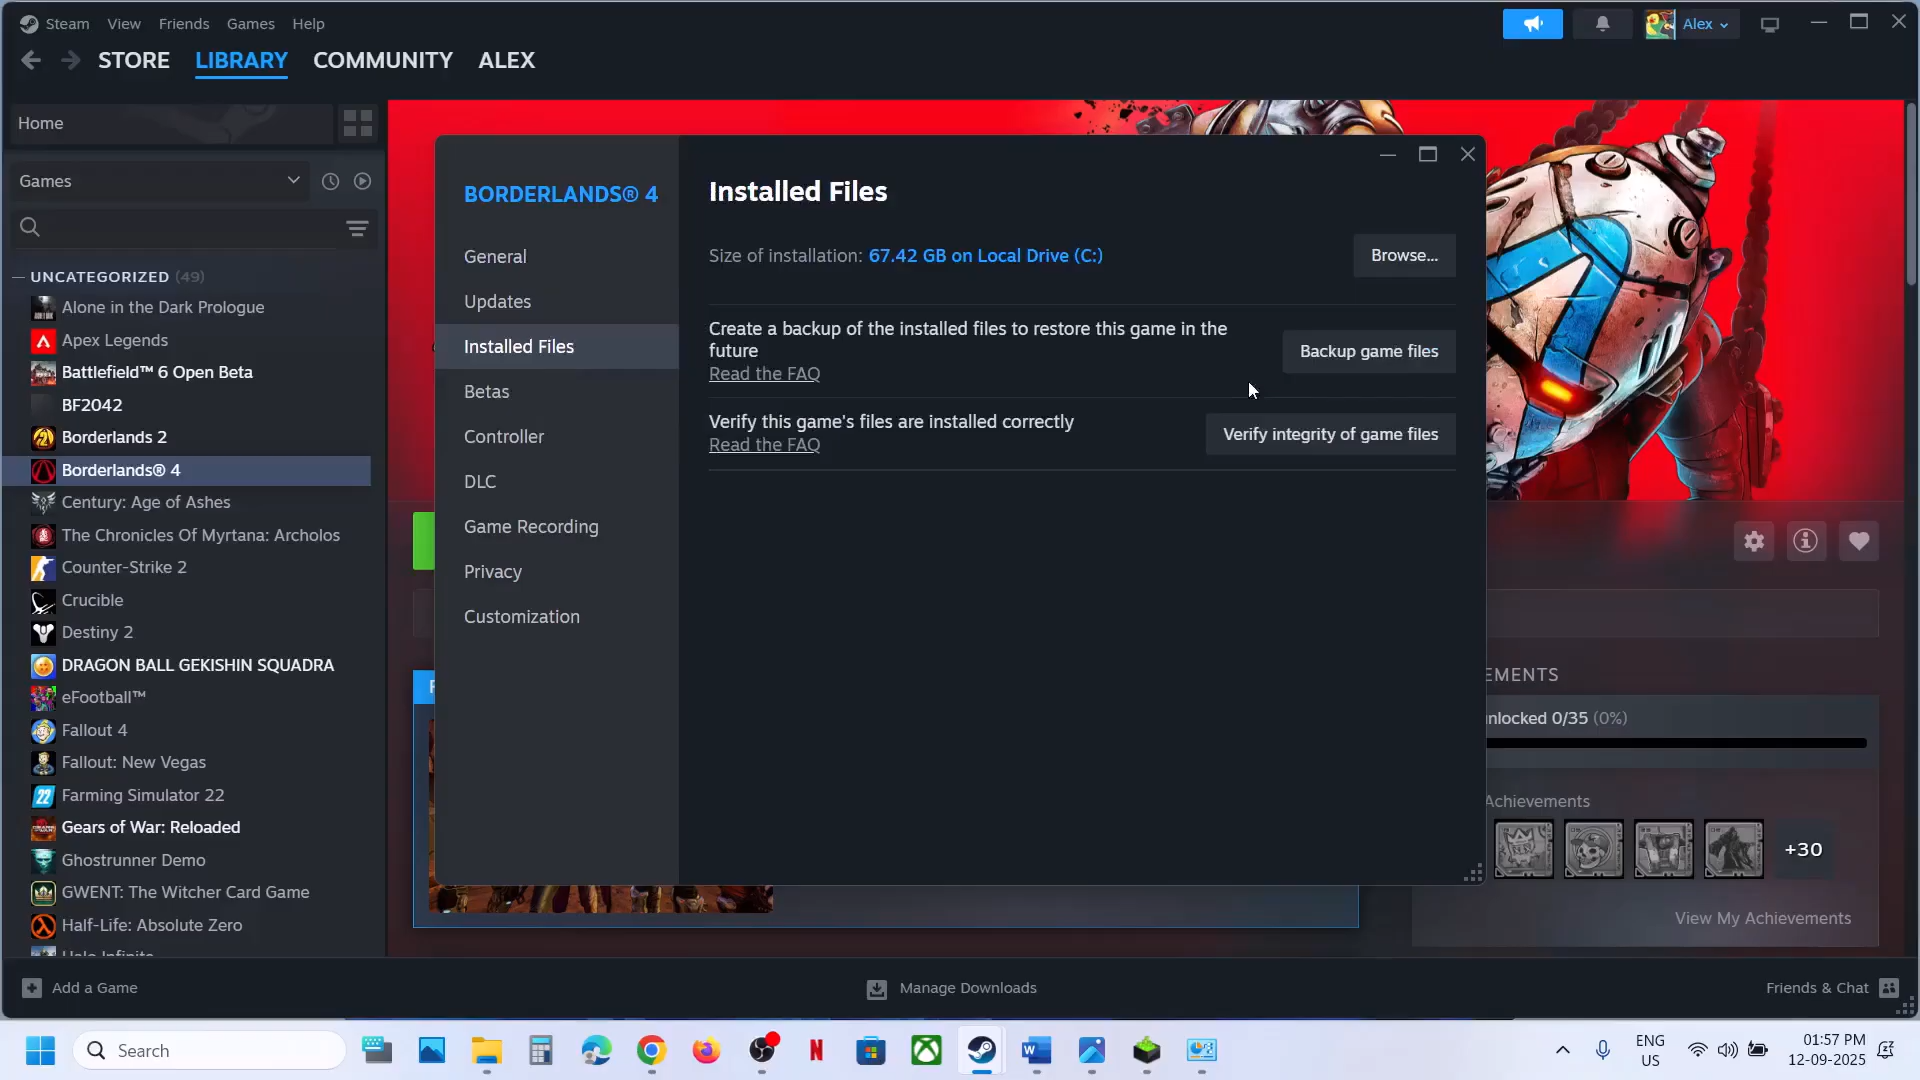 Steam View Friends Games Help
Alex
STORE LIBRARY COMMUNITY ALEX
Home
Games
UNCATEGORIZED (49)
Alone in the Dark Prologue
Apex Legends
Battlefield™ 6 Open Beta
BF2042
Borderlands 2
Borderlands® 4
Century: Age of Ashes
The Chronicles Of Myrtana: Archolos
Counter-Strike 2
Crucible
Destiny 2
DRAGON BALL GEKISHIN SQUADRA
eFootball™
Fallout 4
Fallout: New Vegas
Farming Simulator 22
Gears of War: Reloaded
Ghostrunner Demo
GWENT: The Witcher Card Game
Half-Life: Absolute Zero
Halo Infinite
BORDERLANDS® 4
General
Updates
Installed Files
Betas
Controller
DLC
Game Recording
Privacy
Customization
Installed Files
Size of installation: 67.42 GB on Local Drive (C:)
Browse...
Create a backup of the installed files to restore this game in the
future
Read the FAQ
Backup game files
Verify this game's files are installed correctly
Read the FAQ
Verify integrity of game files
EMENTS
nlocked 0/35 (0%)
Achievements
+30
View My Achievements
Add a Game
Manage Downloads
Friends & Chat
Search
ENG
US
01:57 PM
12-09-2025